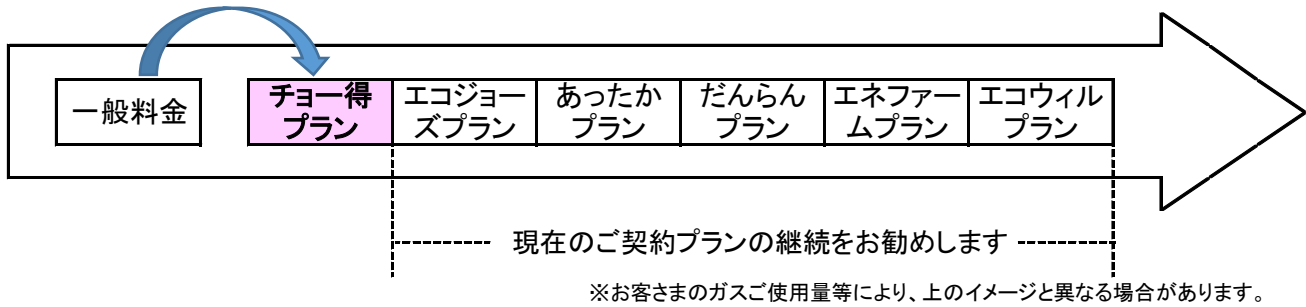 一般料金
チョー得
プラン
エコジョー
ズプラン
あったか
プラン
だんらん
プラン
エネファー
ムプラン
エコウィル
プラン
現在のご契約プランの継続をお勧めします
※お客さまのガスご使用量等により、上のイメージと異なる場合があります。